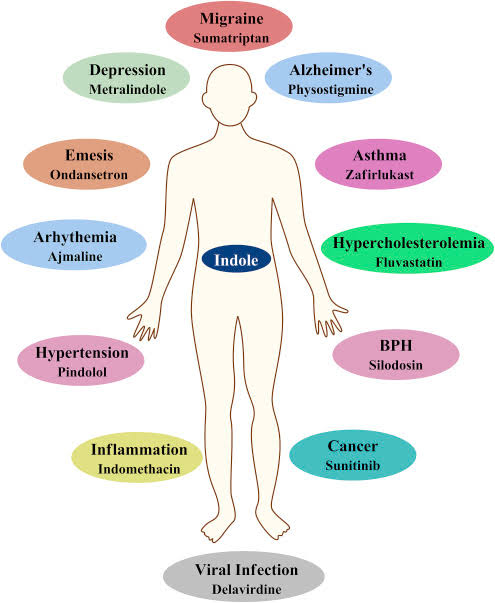 Migraine
Sumatriptan
Depression
Metralindole
Alzheimer's
Physostigmine
Emesis
Ondansetron
Asthma
Zafirlukast
Arhythemia
Ajmaline
Indole
Hypercholesterolemia
Fluvastatin
Hypertension
Pindolol
BPH
Silodosin
Inflammation
Indomethacin
Cancer
Sunitinib
Viral Infection
Delavirdine